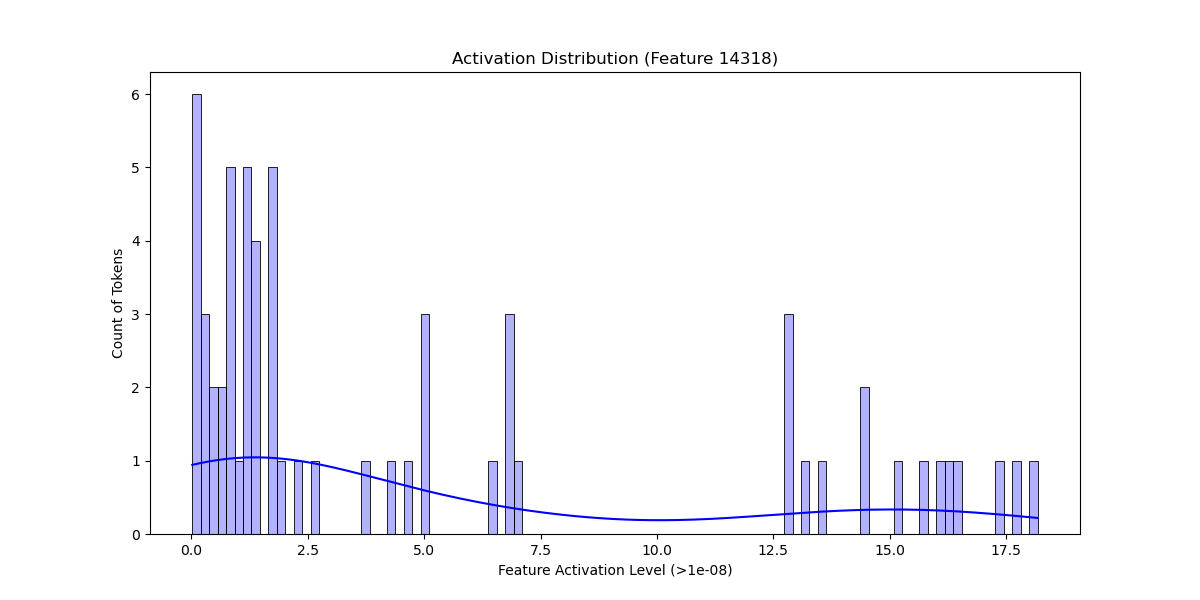 Activation Distribution (Feature 14318)
Count of Tokens
6
5
4
3
2
1
0
0.0 2.5 5.0 7.5 10.0 12.5 15.0 17.5
Feature Activation Level (>1e-08)